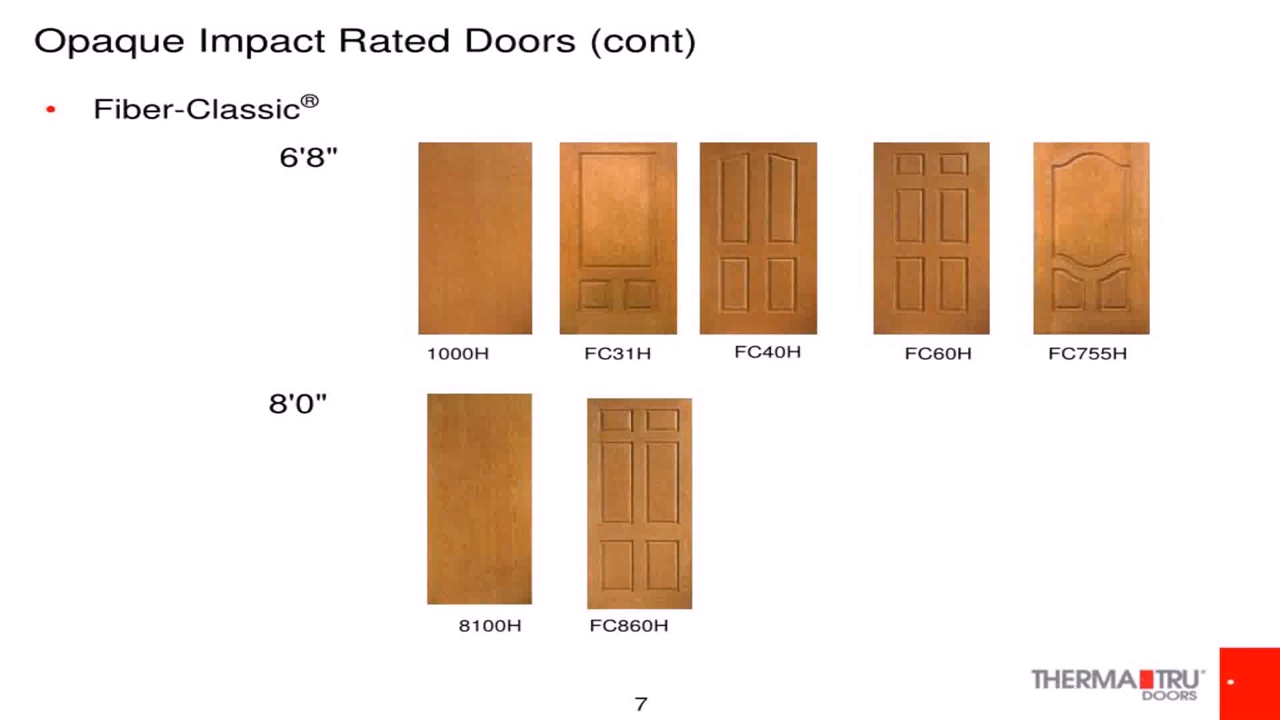 Opaque Impact Rated Doors (cont)
• Fiber-Classic®
6'8"
1000H FC31H FC40H FC60H FC755H
8'0"
8100H FC860H
THERMA TRU®
DOORS
7